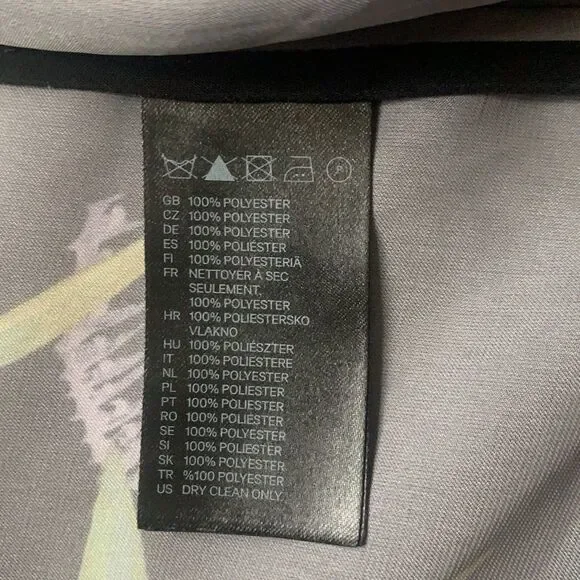 P
GB 100% POLYESTER
CZ 100% POLYESTER
DE 100% POLYESTER
ES 100% POLIÉSTER
FI 100% POLYESTERIÄ
FR NETTOYER À SEC
SEULEMENT,
100% POLYESTER
HR 100% POLIESTERSKO
VLAKNO
HU 100% POLIÉSZTER
IT 100% POLIESTERE
NL 100% POLYESTER
PL 100% POLIESTER
PT 100% POLIESTER
RO 100% POLIESTER
SE 100% POLYESTER
SI 100% POLIESTER
SK 100% POLYESTER
TR %100 POLYESTER
US DRY CLEAN ONLY.